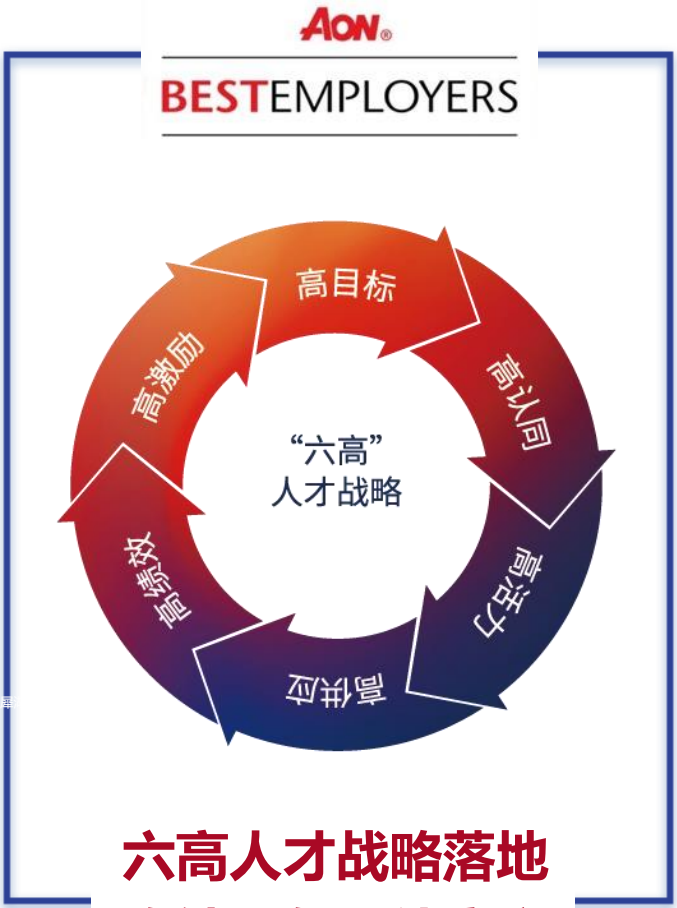 AON®
BESTEMPLOYERS
高目标
高认同
高活力
高供应
高绩效
高激励
“六高”
人才战略
六高人才战略落地